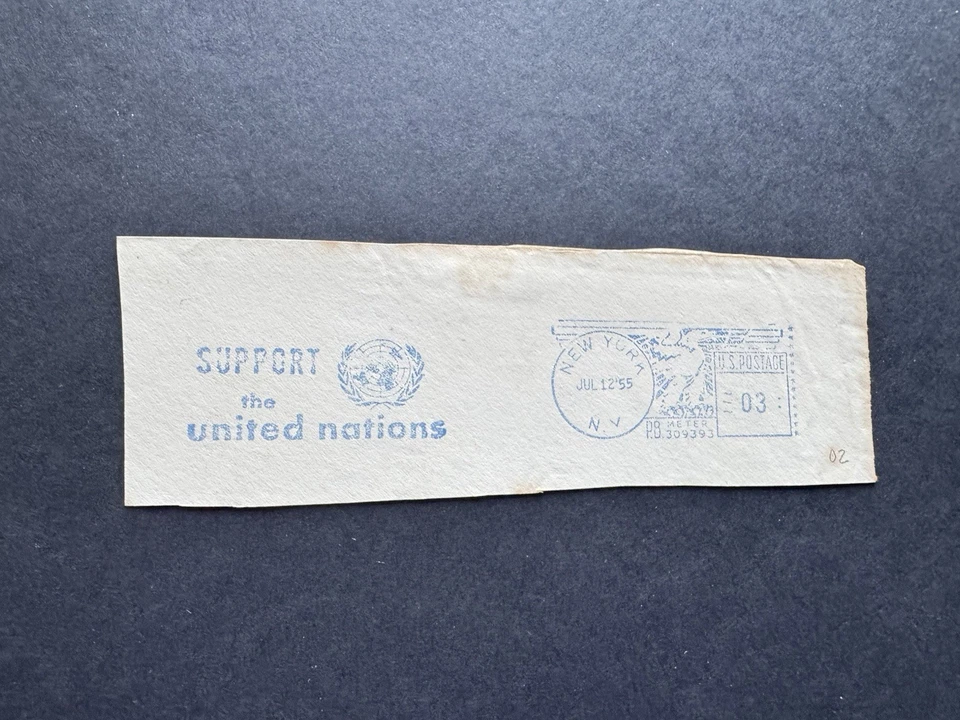 SUPPORT
the
united nations
NEW YORK
JUL 12'55
N.Y.
U.S. POSTAGE
03
P.B. METER
309393
02